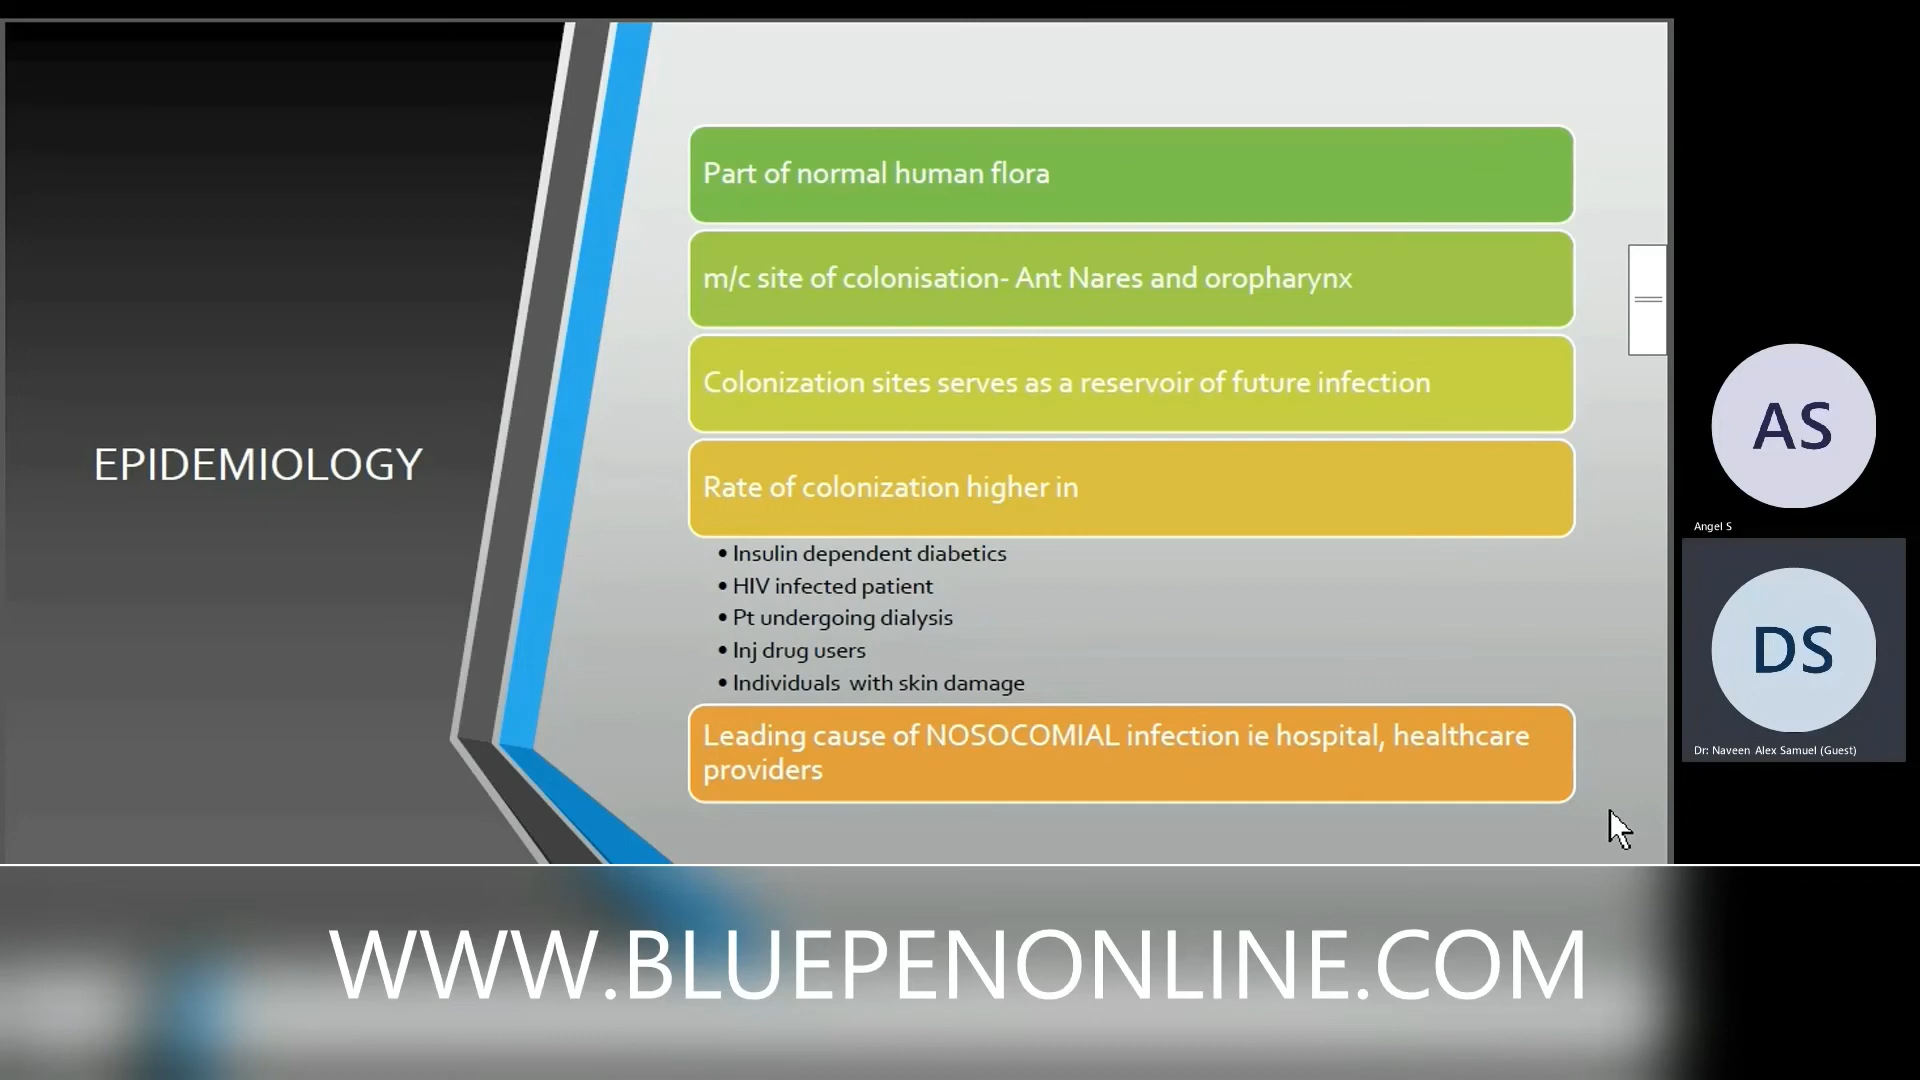 EPIDEMIOLOGY
Part of normal human flora
m/c site of colonisation- Ant Nares and oropharynx
Colonization sites serves as a reservoir of future infection
Rate of colonization higher in
• Insulin dependent diabetics
• HIV infected patient
• Pt undergoing dialysis
• Inj drug users
• Individuals with skin damage
Leading cause of NOSOCOMIAL infection ie hospital, healthcare
providers
AS
Angel S
DS
Dr: Naveen Alex Samuel (Guest)
WWW.BLUEPENONLINE.COM